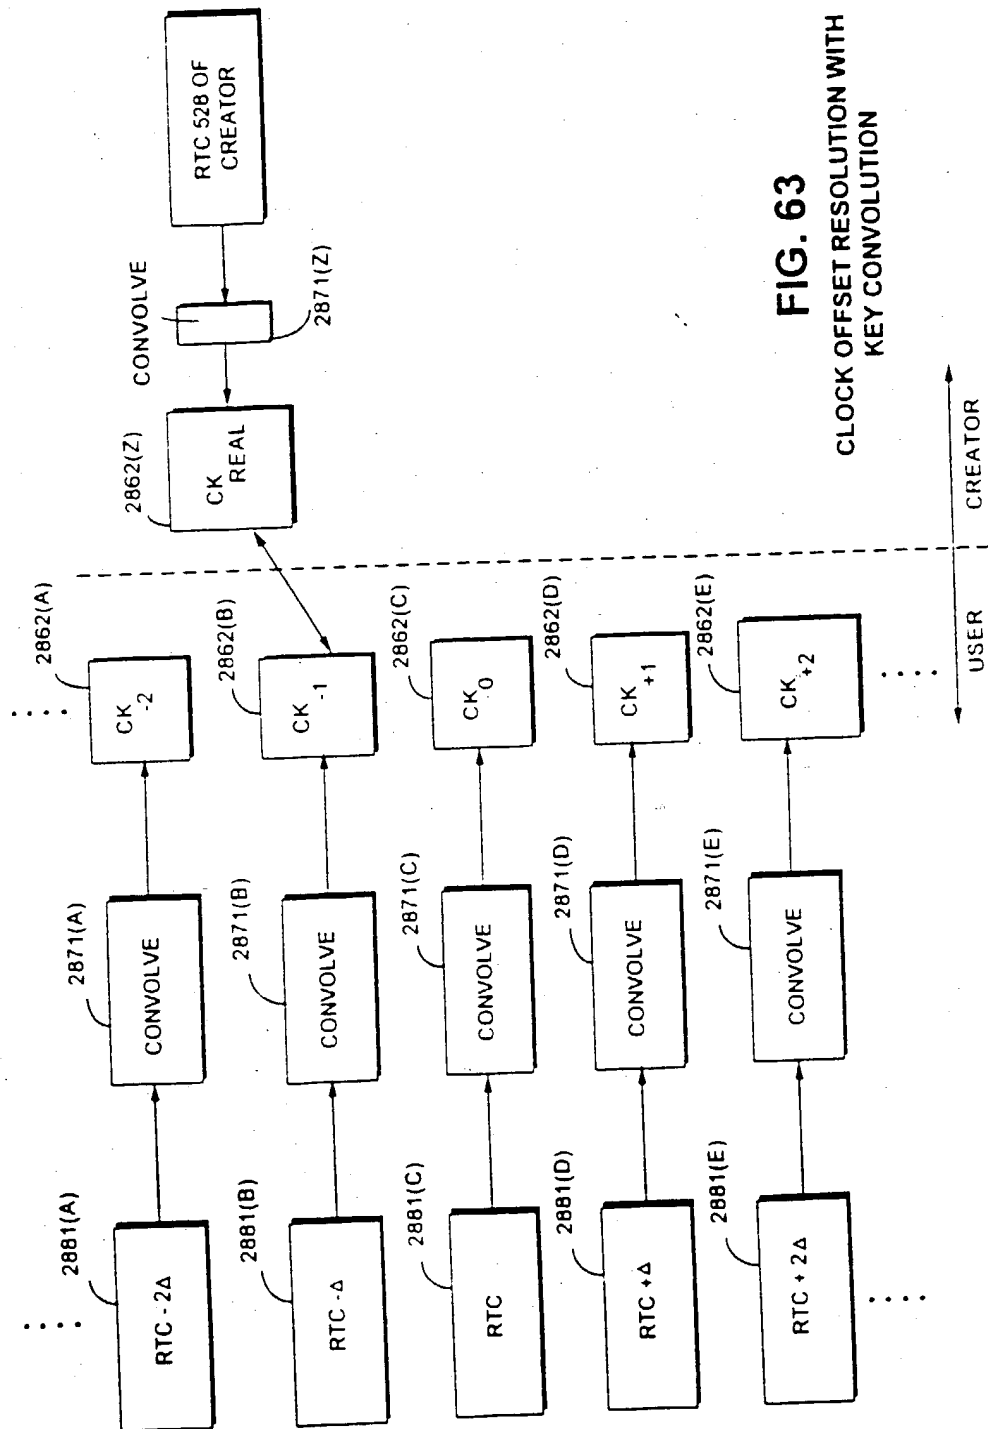 RTC 528 OF
CREATOR
CONVOLVE
2871(Z)
2862(Z)
CK
REAL
2862(A)
CK -2
2862(B)
CK -1
2862(C)
CK 0
2862(D)
CK +1
2862(E)
CK +2
....
....
2871(A)
CONVOLVE
2871(B)
CONVOLVE
2871(C)
CONVOLVE
2871(D)
CONVOLVE
2871(E)
CONVOLVE
2881(A)
RTC - 2Δ
2881(B)
RTC -Δ
2881(C)
RTC
2881(D)
RTC +Δ
2881(E)
RTC + 2Δ
....
....
USER
CREATOR
FIG. 63
CLOCK OFFSET RESOLUTION WITH
KEY CONVOLUTION